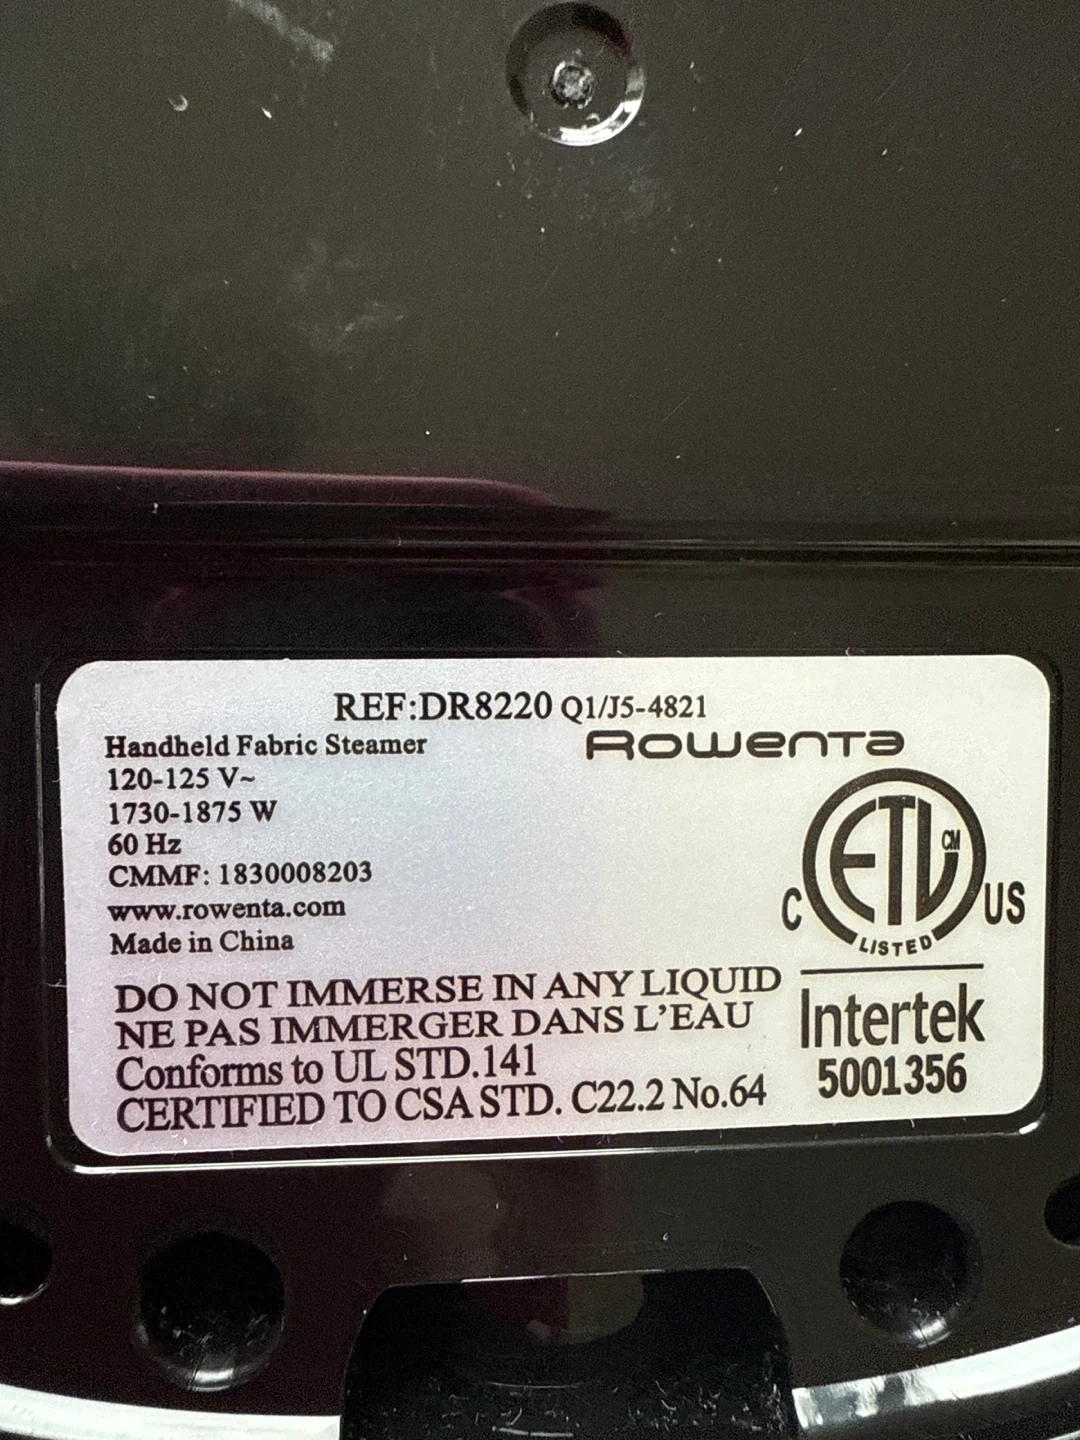 REF:DR8220 Q1/J5-4821
Handheld Fabric Steamer
Rowenta
120-125 V~
1730-1875 W
60 Hz
CMMF: 1830008203
www.rowenta.com
Made in China
ETL CM
C US
LISTED
DO NOT IMMERSE IN ANY LIQUID
NE PAS IMMERGER DANS L'EAU
Conforms to UL STD.141
CERTIFIED TO CSA STD. C22.2 No.64
Intertek
5001356